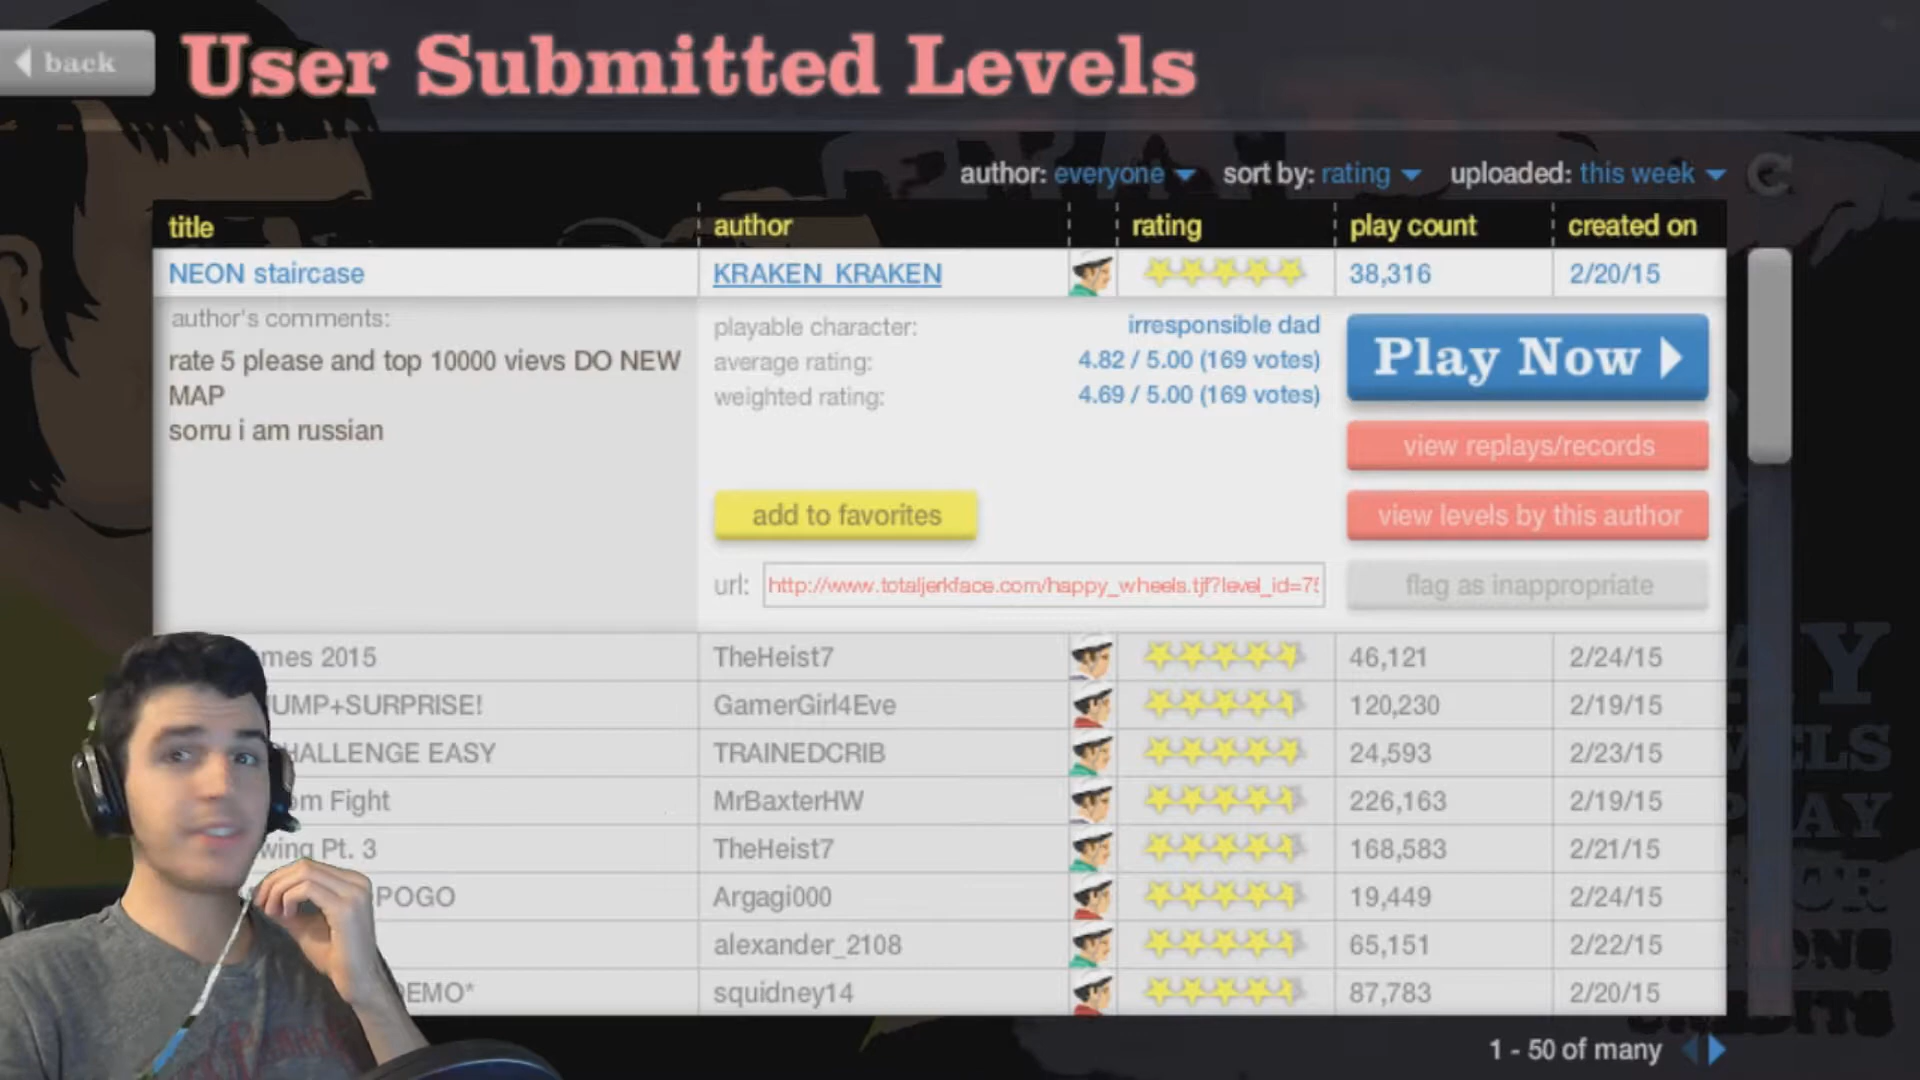 back
User Submitted Levels
author: everyone sort by: rating uploaded: this week
title author rating play count created on
NEON staircase KRAKEN_KRAKEN 38,316 2/20/15
author's comments:
rate 5 please and top 10000 vievs DO NEW
MAP
sorru i am russian
playable character: irresponsible dad
average rating: 4.82 / 5.00 (169 votes)
weighted rating: 4.69 / 5.00 (169 votes)
Play Now
view replays/records
add to favorites
view levels by this author
url: http://www.totaljerkface.com/happy_wheels.tjf?level_id=7
flag as inappropriate
mes 2015 TheHeist7 46,121 2/24/15
UMP+SURPRISE! GamerGirl4Eve 120,230 2/19/15
HALLENGE EASY TRAINEDCRIB 24,593 2/23/15
om Fight MrBaxterHW 226,163 2/19/15
wing Pt. 3 TheHeist7 168,583 2/21/15
POGO Argagi000 19,449 2/24/15
alexander_2108 65,151 2/22/15
DEMO* squidney14 87,783 2/20/15
1 - 50 of many